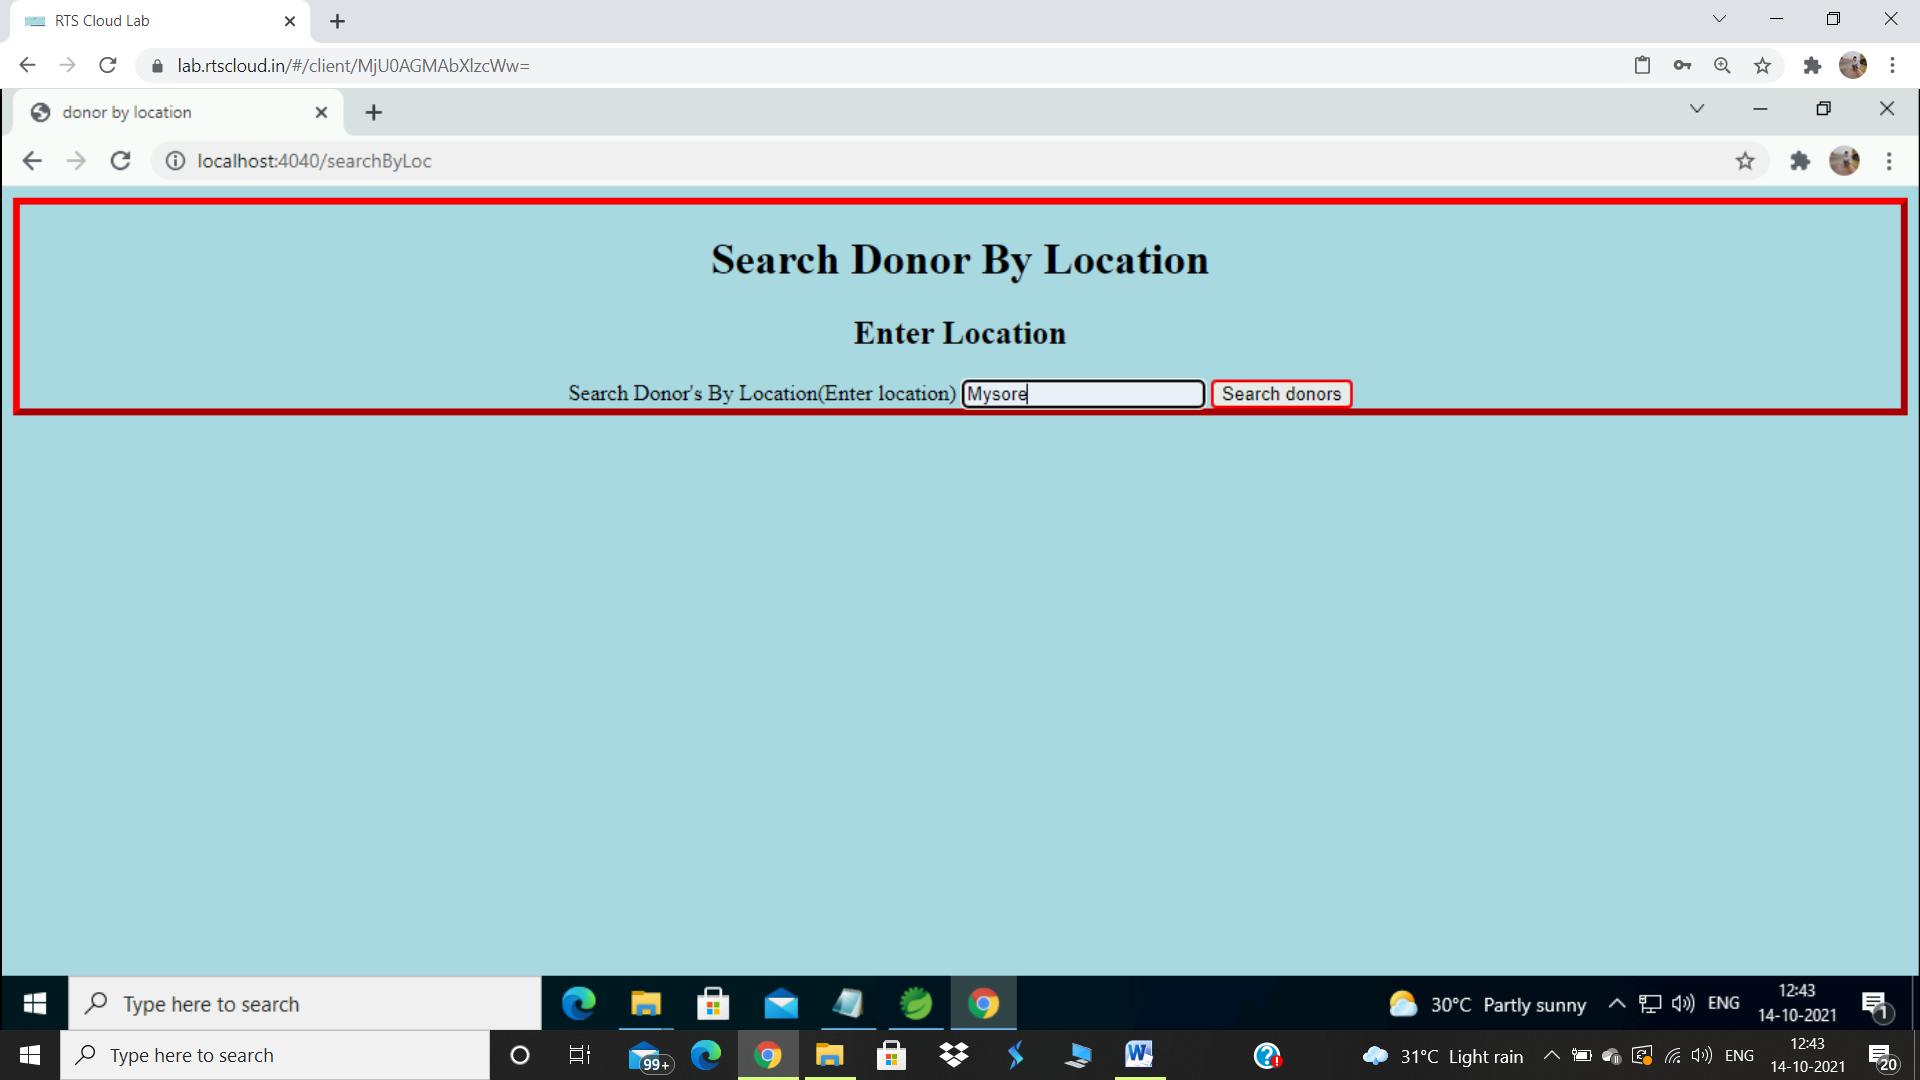 RTS Cloud Lab
lab.rtscloud.in/#/client/MjU0AGMAbXlzcWw=
donor by location
localhost:4040/searchByLoc
Search Donor By Location
Enter Location
Search Donor's By Location(Enter location) Mysore Search donors
Type here to search 30°C Partly sunny ENG 12:43
14-10-2021 1
Type here to search 99+ 31°C Light rain ENG 12:43
14-10-2021 20